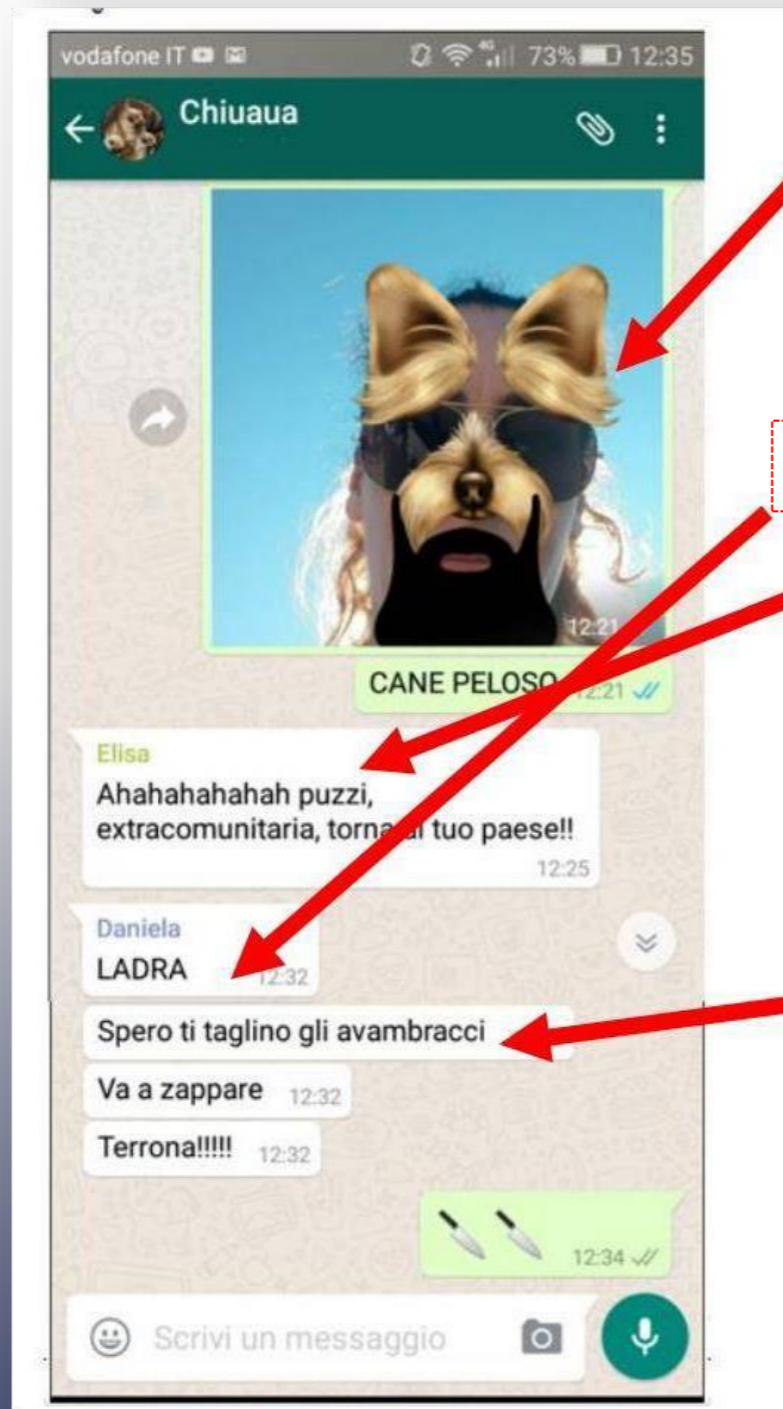 vodafone IT 4G 73% 12:35
Chiuaua
12:21
CANE PELOSO 12:21
Elisa
Ahahahahahah puzzi,
extracomunitaria, torna al tuo paese!!
12:25
Daniela
LADRA 12:32
Spero ti taglino gli avambracci
Va a zappare 12:32
Terrona!!!!! 12:32
12:34
Scrivi un messaggio